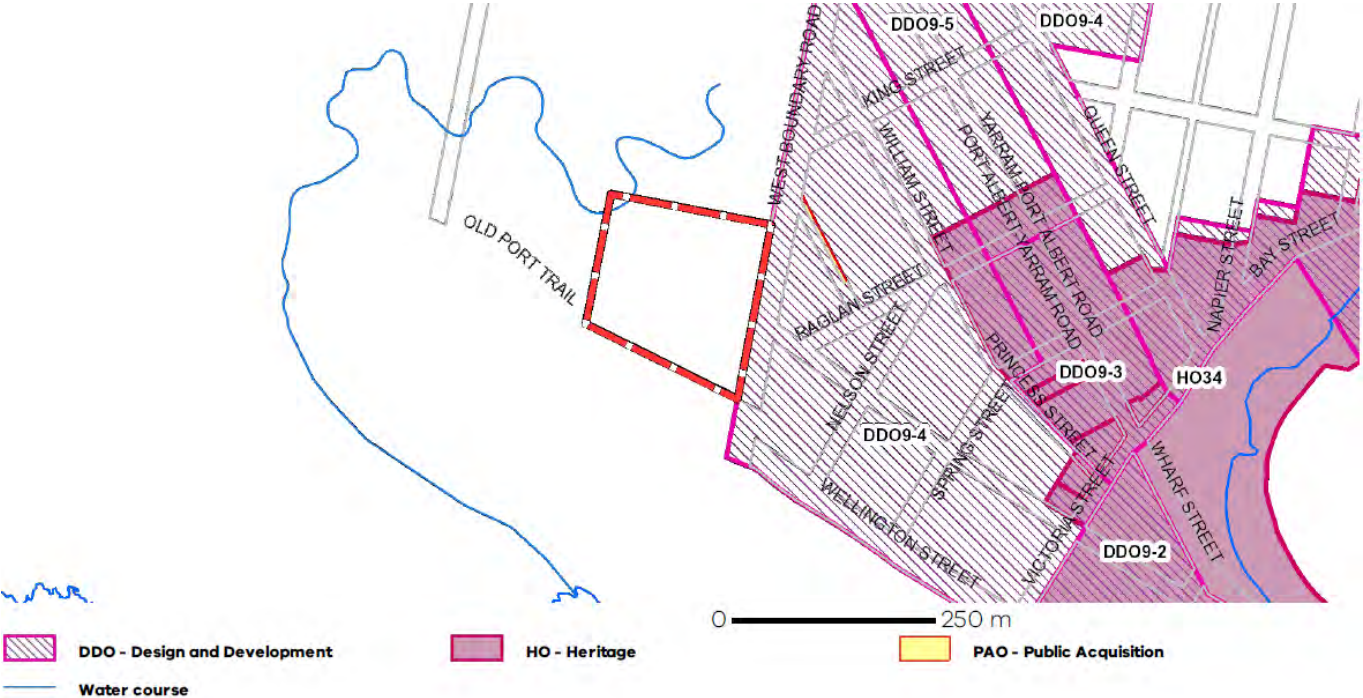 DDO9-5
DDO9-4
WEST BOUNDARY ROAD
KING STREET
YARRAM PORT ALBERT ROAD
PORT ALBERT YARRAM ROAD
QUEEN STREET
WILLIAM STREET
OLD PORT TRAIL
NAPIER STREET
BAY STREET
RAGLAN STREET
NELSON STREET
PRINCESS STREET
DDO9-3
HO34
DDO9-4
SPRING STREET
WHARF STREET
WELLINGTON STREET
VICTORIA STREET
DDO9-2
0 250 m
DDO - Design and Development
HO - Heritage
PAO - Public Acquisition
Water course